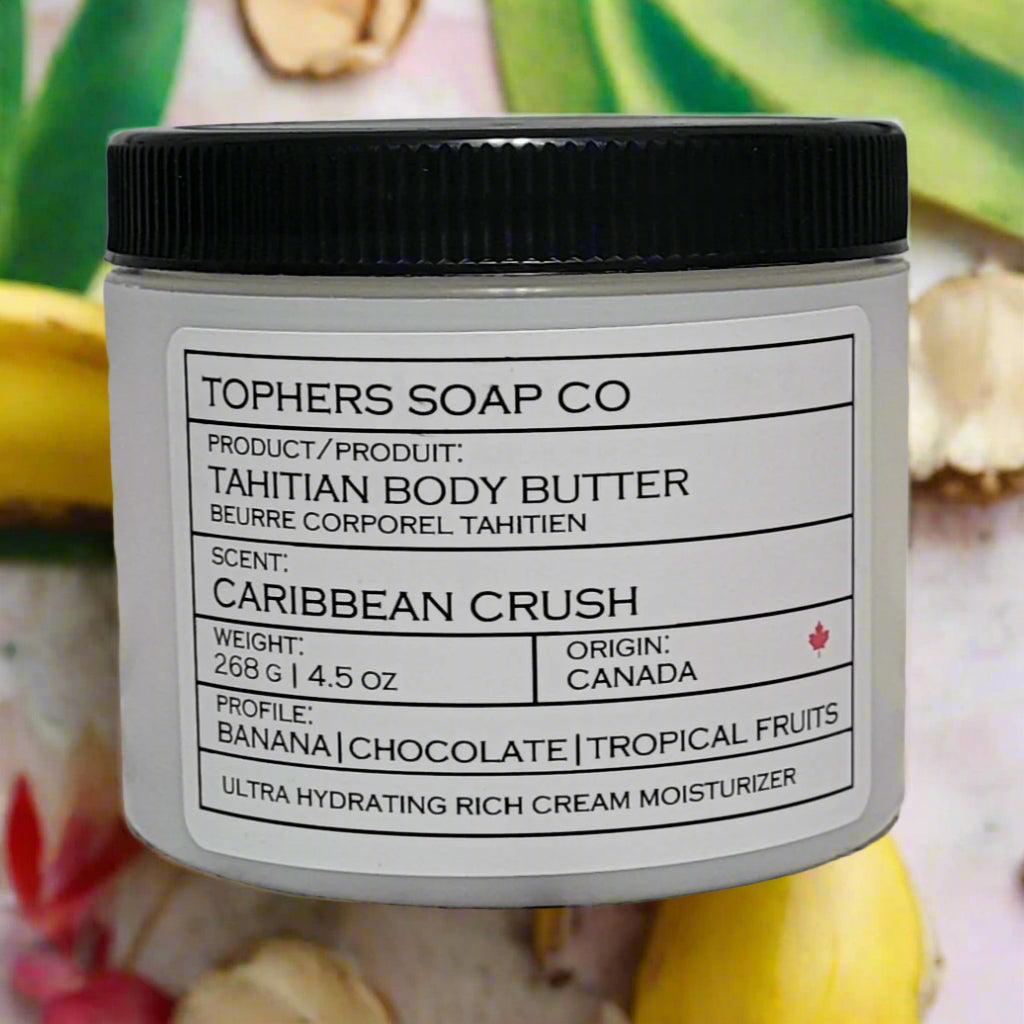 TOPHERS SOAP CO
PRODUCT/PRODUIT:
TAHITIAN BODY BUTTER
BEURRE CORPOREL TAHITIEN
SCENT:
CARIBBEAN CRUSH
WEIGHT:
268 G | 4.5 OZ
ORIGIN:
CANADA
PROFILE:
BANANA|CHOCOLATE|TROPICAL FRUITS
ULTRA HYDRATING RICH CREAM MOISTURIZER